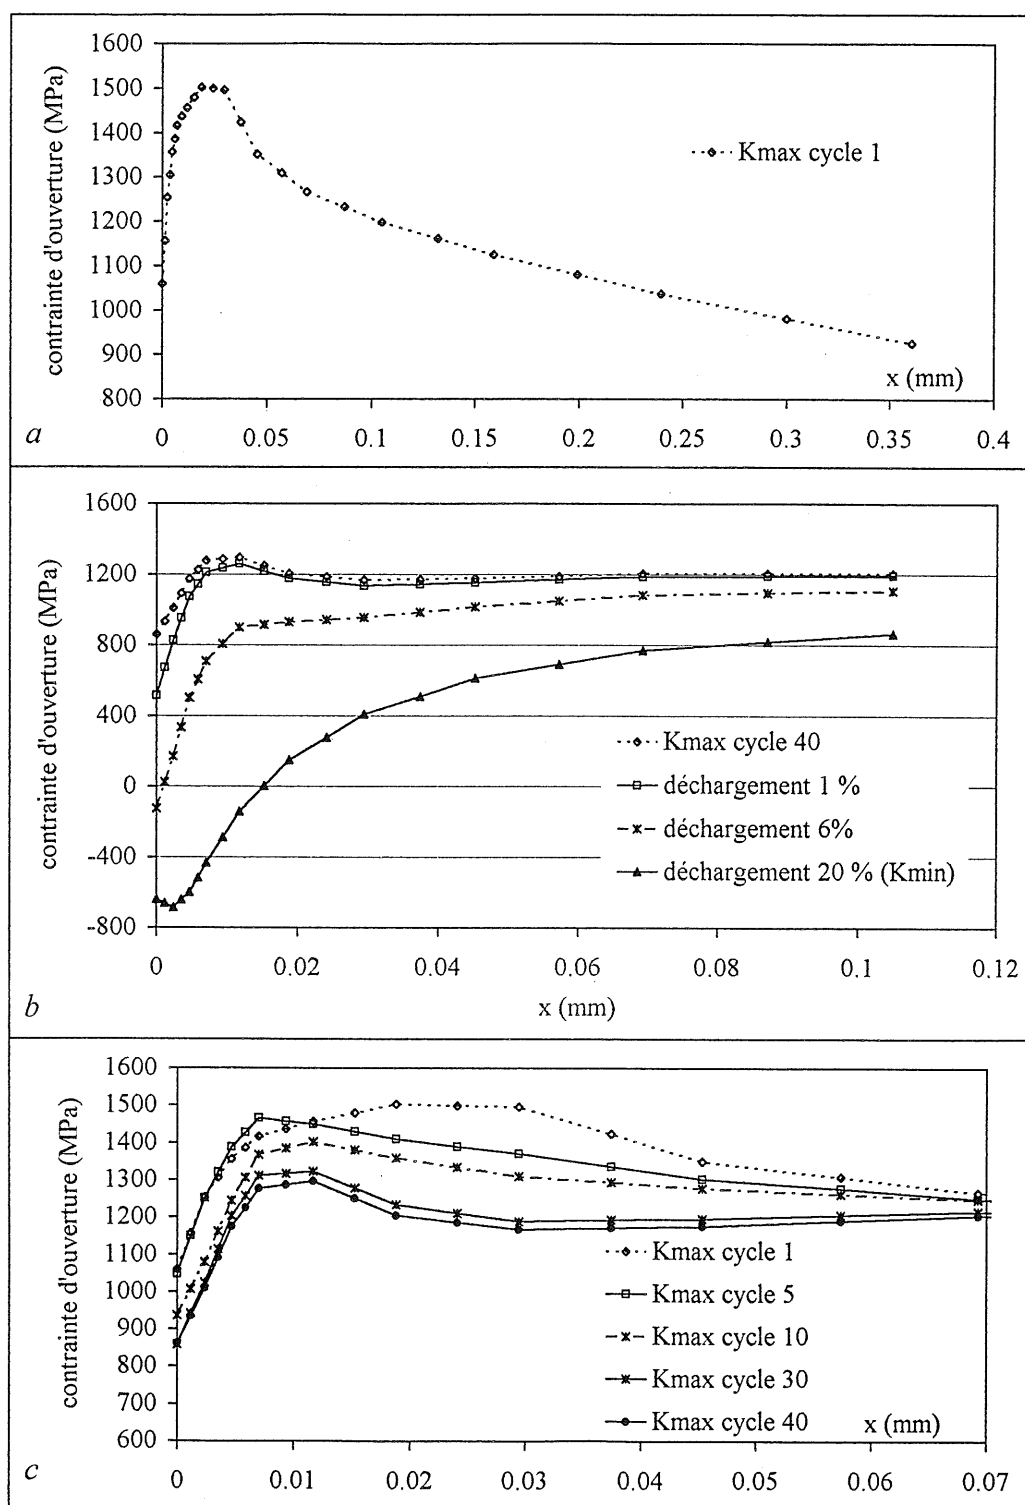 1600
1500
1400
1300
1200
1100
1000
900
800
contrainte d'ouverture (MPa)
Kmax cycle 1
x (mm)
0 0.05 0.1 0.15 0.2 0.25 0.3 0.35 0.4
a
1600
1200
800
400
0
-400
-800
contrainte d'ouverture (MPa)
Kmax cycle 40
déchargement 1 %
déchargement 6%
déchargement 20 % (Kmin)
0 0.02 0.04 0.06 0.08 0.1 0.12
x (mm)
b
1600
1500
1400
1300
1200
1100
1000
900
800
700
600
contrainte d'ouverture (MPa)
Kmax cycle 1
Kmax cycle 5
Kmax cycle 10
Kmax cycle 30
Kmax cycle 40
x (mm)
0 0.01 0.02 0.03 0.04 0.05 0.06 0.07
c